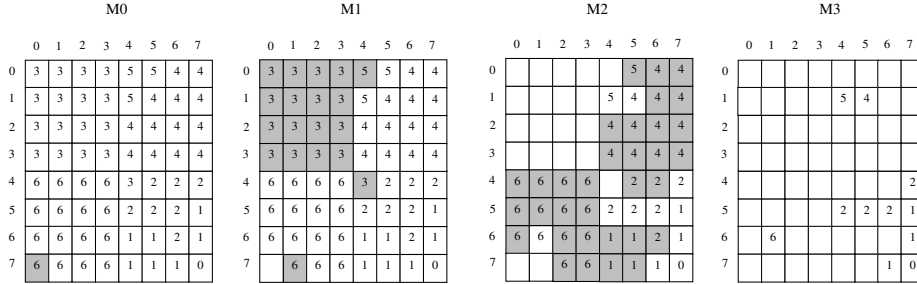 M0 M1 M2 M3
0 1 2 3 4 5 6 7 0 1 2 3 4 5 6 7 0 1 2 3 4 5 6 7 0 1 2 3 4 5 6 7
0 3 3 3 3 5 5 4 4 0 3 3 3 3 5 5 4 4 0 5 4 4 0
1 3 3 3 3 5 4 4 4 1 3 3 3 3 5 4 4 4 1 5 4 4 4 1 5 4
2 3 3 3 3 4 4 4 4 2 3 3 3 3 4 4 4 4 2 4 4 4 4 2
3 3 3 3 3 4 4 4 4 3 3 3 3 3 4 4 4 4 3 4 4 4 4 3
4 6 6 6 6 3 2 2 2 4 6 6 6 6 3 2 2 2 4 6 6 6 6 2 2 2 4 2
5 6 6 6 6 2 2 2 1 5 6 6 6 6 2 2 2 1 5 6 6 6 6 2 2 2 1 5 2 2 2 1
6 6 6 6 6 1 1 2 1 6 6 6 6 6 1 1 2 1 6 6 6 6 6 1 1 2 1 6 6 1
7 6 6 6 6 1 1 1 0 7 6 6 6 1 1 1 0 7 6 6 1 1 1 0 7 1 0